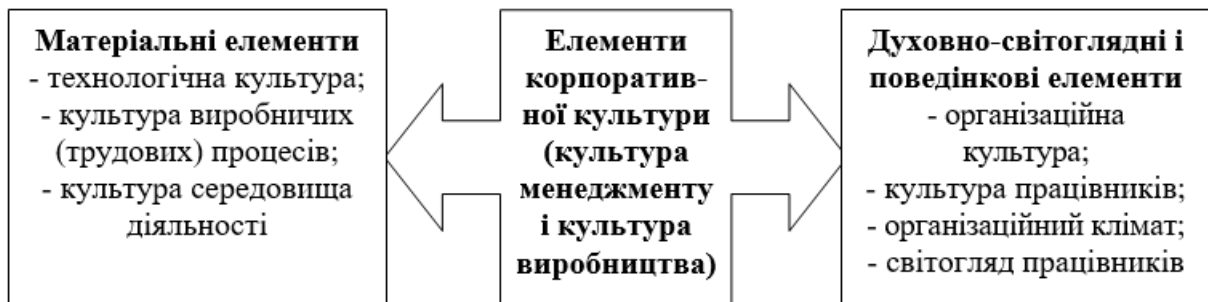 Матеріальні елементи
- технологічна культура;
- культура виробничих
(трудових) процесів;
- культура середовища
діяльності
Елементи
корпоратив-
ної культури
(культура
менеджменту
і культура
виробництва)
Духовно-світоглядні і
поведінкові елементи
- організаційна
культура;
- культура працівників;
- організаційний клімат;
- світогляд працівників